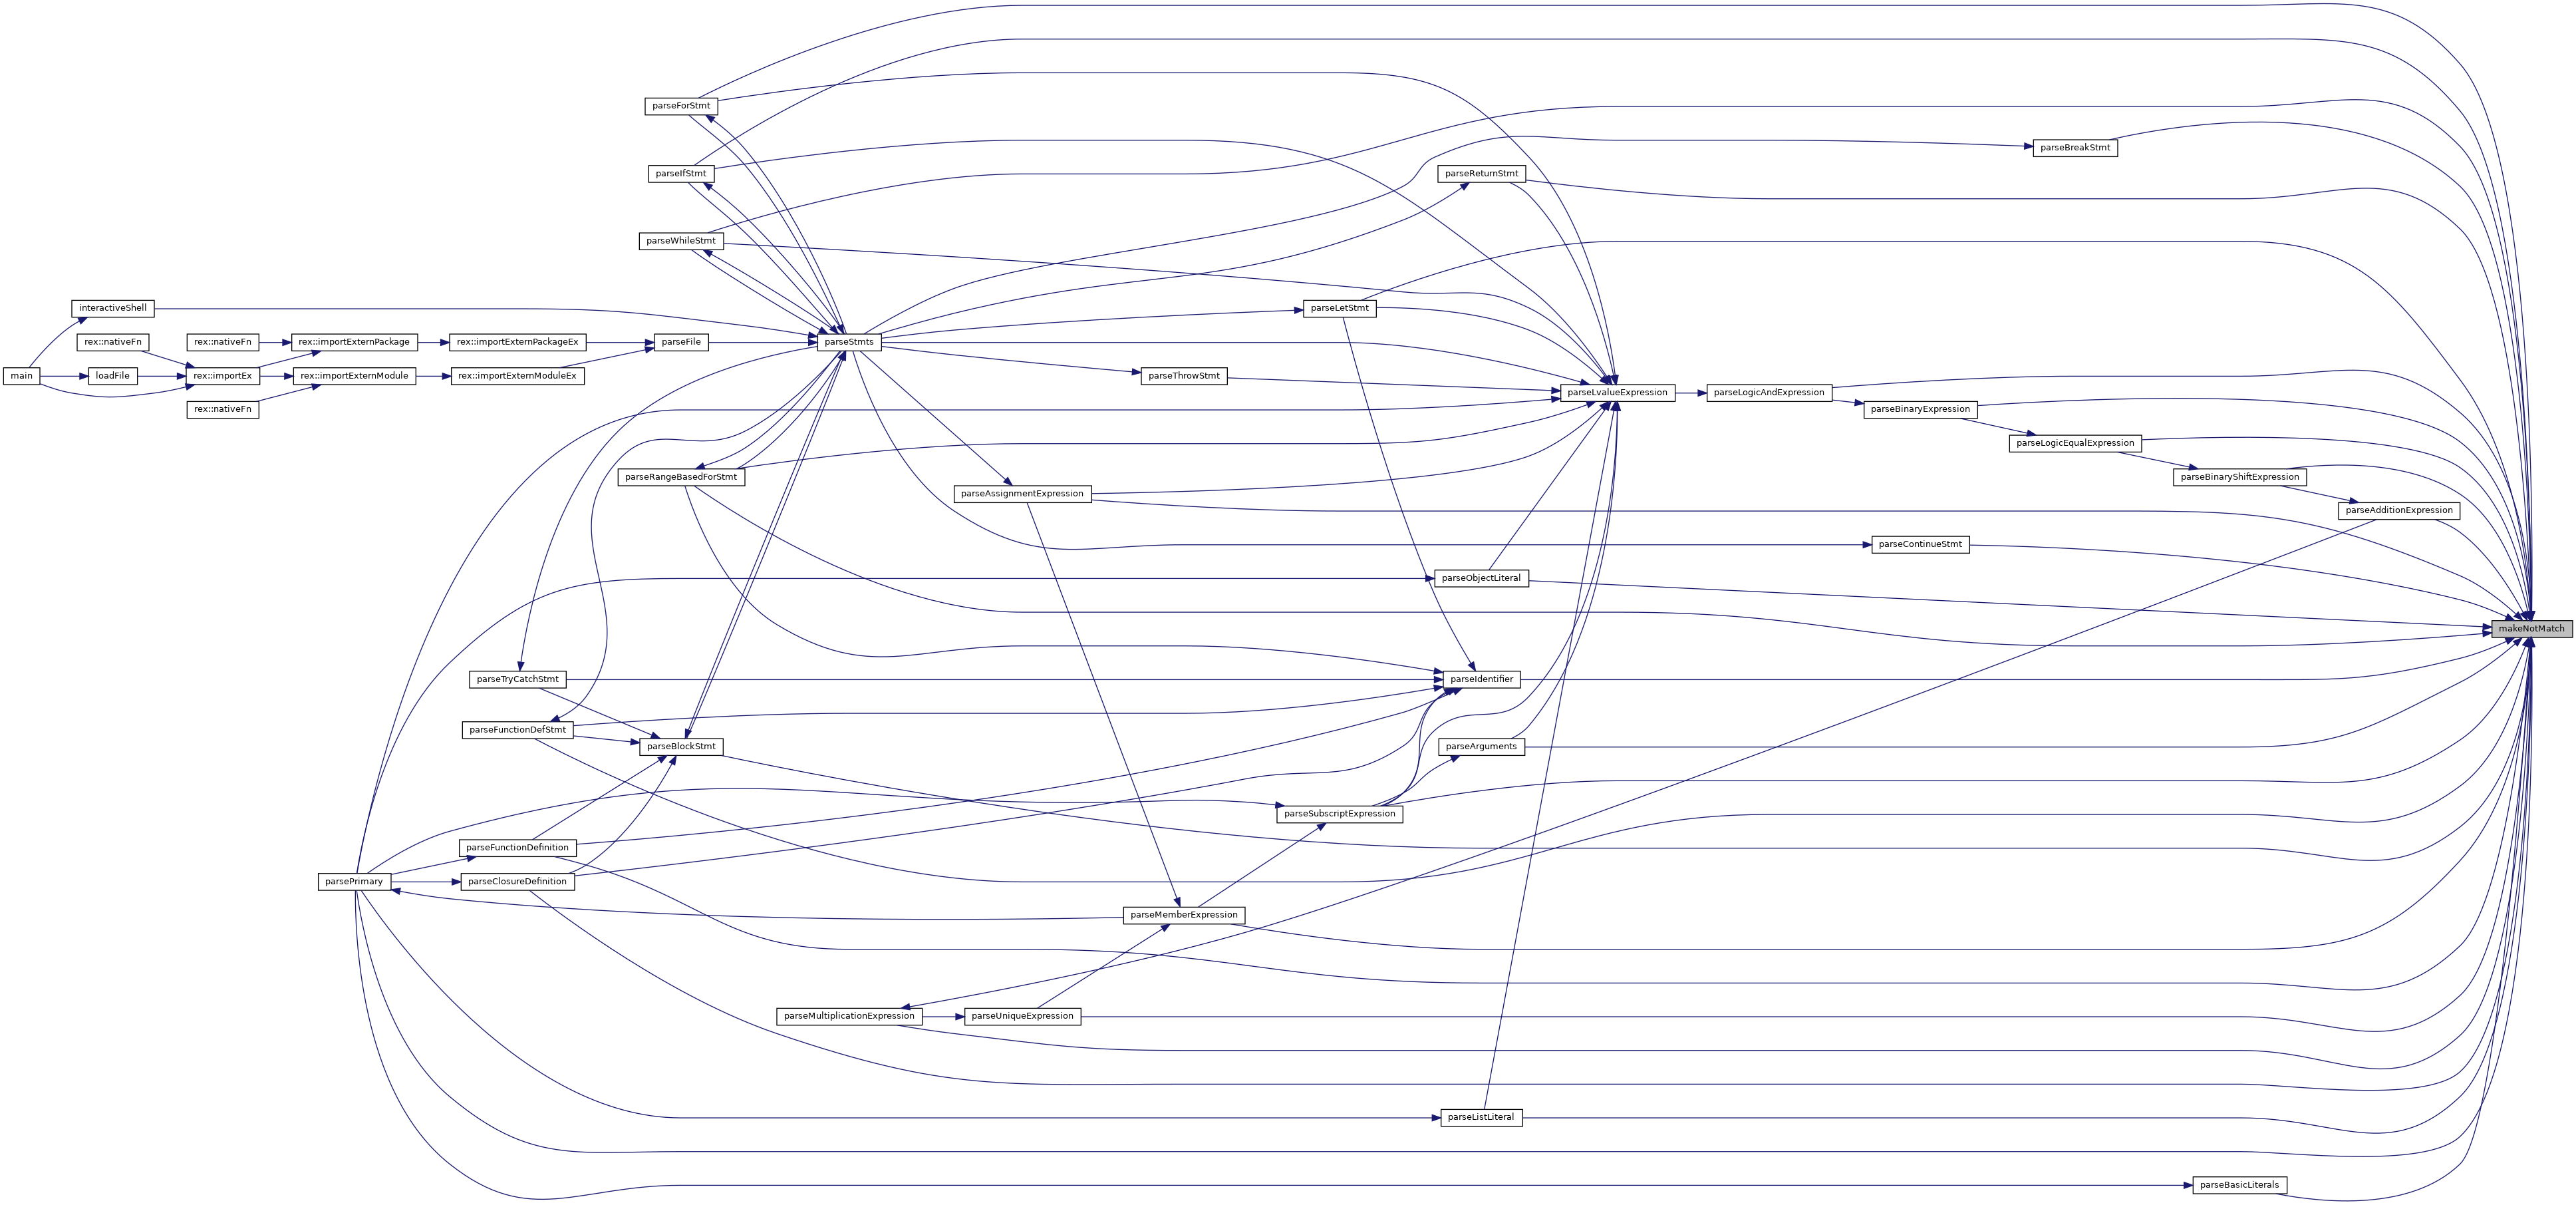 parseForStmt
parseBreakStmt
parseIfStmt
parseReturnStmt
parseWhileStmt
interactiveShell
parseLetStmt
rex::nativeFn
rex::nativeFn
rex::importExternPackage
rex::importExternPackageEx
parseFile
parseStmts
main
loadFile
rex::importEx
rex::importExternModule
rex::importExternModuleEx
parseThrowStmt
parseLvalueExpression
parseLogicAndExpression
rex::nativeFn
parseBinaryExpression
parseLogicEqualExpression
parseRangeBasedForStmt
parseBinaryShiftExpression
parseAssignmentExpression
parseAdditionExpression
parseContinueStmt
parseObjectLiteral
makeNotMatch
parseTryCatchStmt
parseIdentifier
parseFunctionDefStmt
parseBlockStmt
parseArguments
parseSubscriptExpression
parseFunctionDefinition
parsePrimary
parseClosureDefinition
parseMemberExpression
parseMultiplicationExpression
parseUniqueExpression
parseListLiteral
parseBasicLiterals